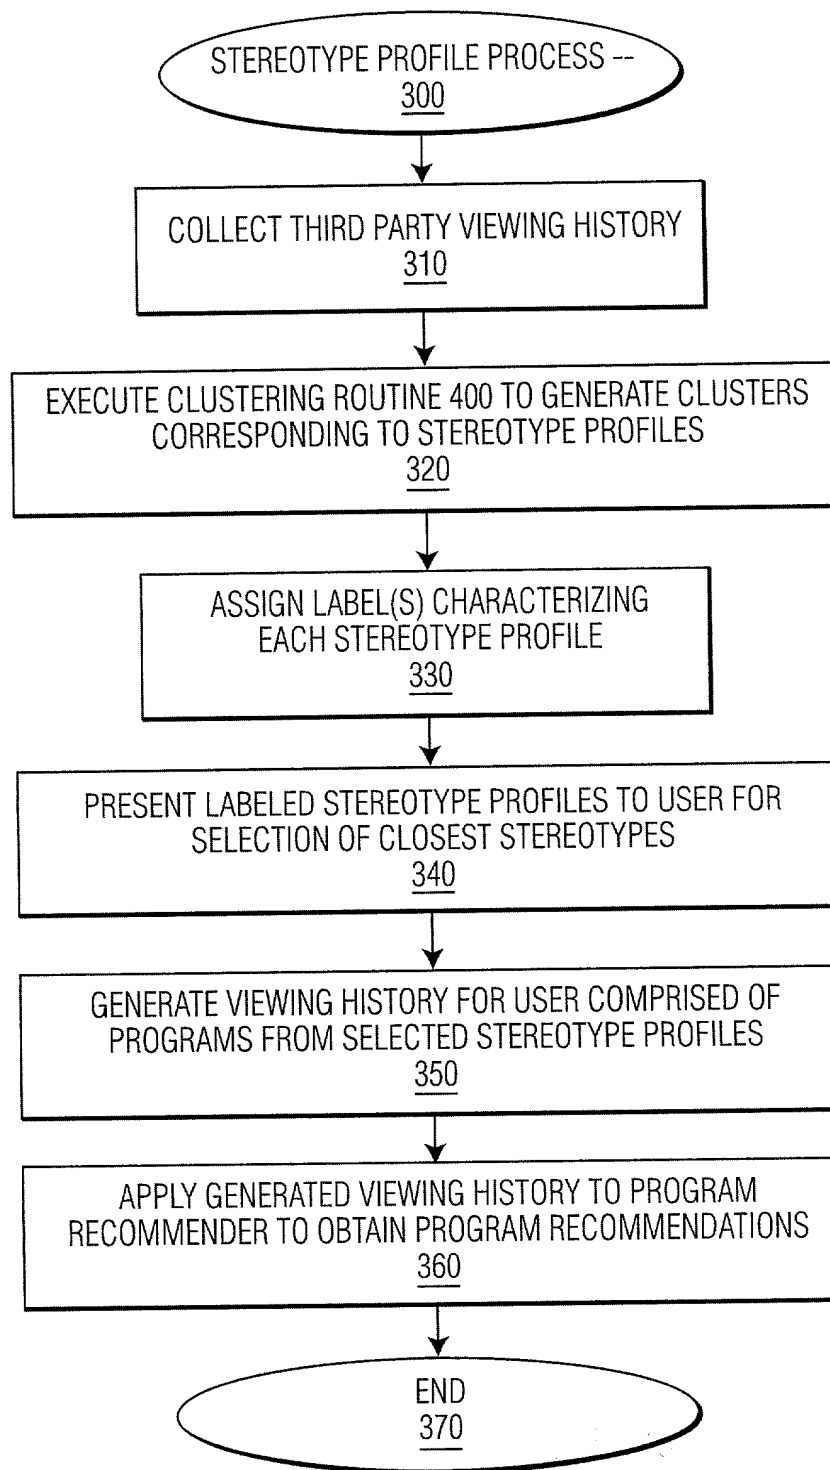 STEREOTYPE PROFILE PROCESS --
300
COLLECT THIRD PARTY VIEWING HISTORY
310
EXECUTE CLUSTERING ROUTINE 400 TO GENERATE CLUSTERS
CORRESPONDING TO STEREOTYPE PROFILES
320
ASSIGN LABEL(S) CHARACTERIZING
EACH STEREOTYPE PROFILE
330
PRESENT LABELED STEREOTYPE PROFILES TO USER FOR
SELECTION OF CLOSEST STEREOTYPES
340
GENERATE VIEWING HISTORY FOR USER COMPRISED OF
PROGRAMS FROM SELECTED STEREOTYPE PROFILES
350
APPLY GENERATED VIEWING HISTORY TO PROGRAM
RECOMMENDER TO OBTAIN PROGRAM RECOMMENDATIONS
360
END
370